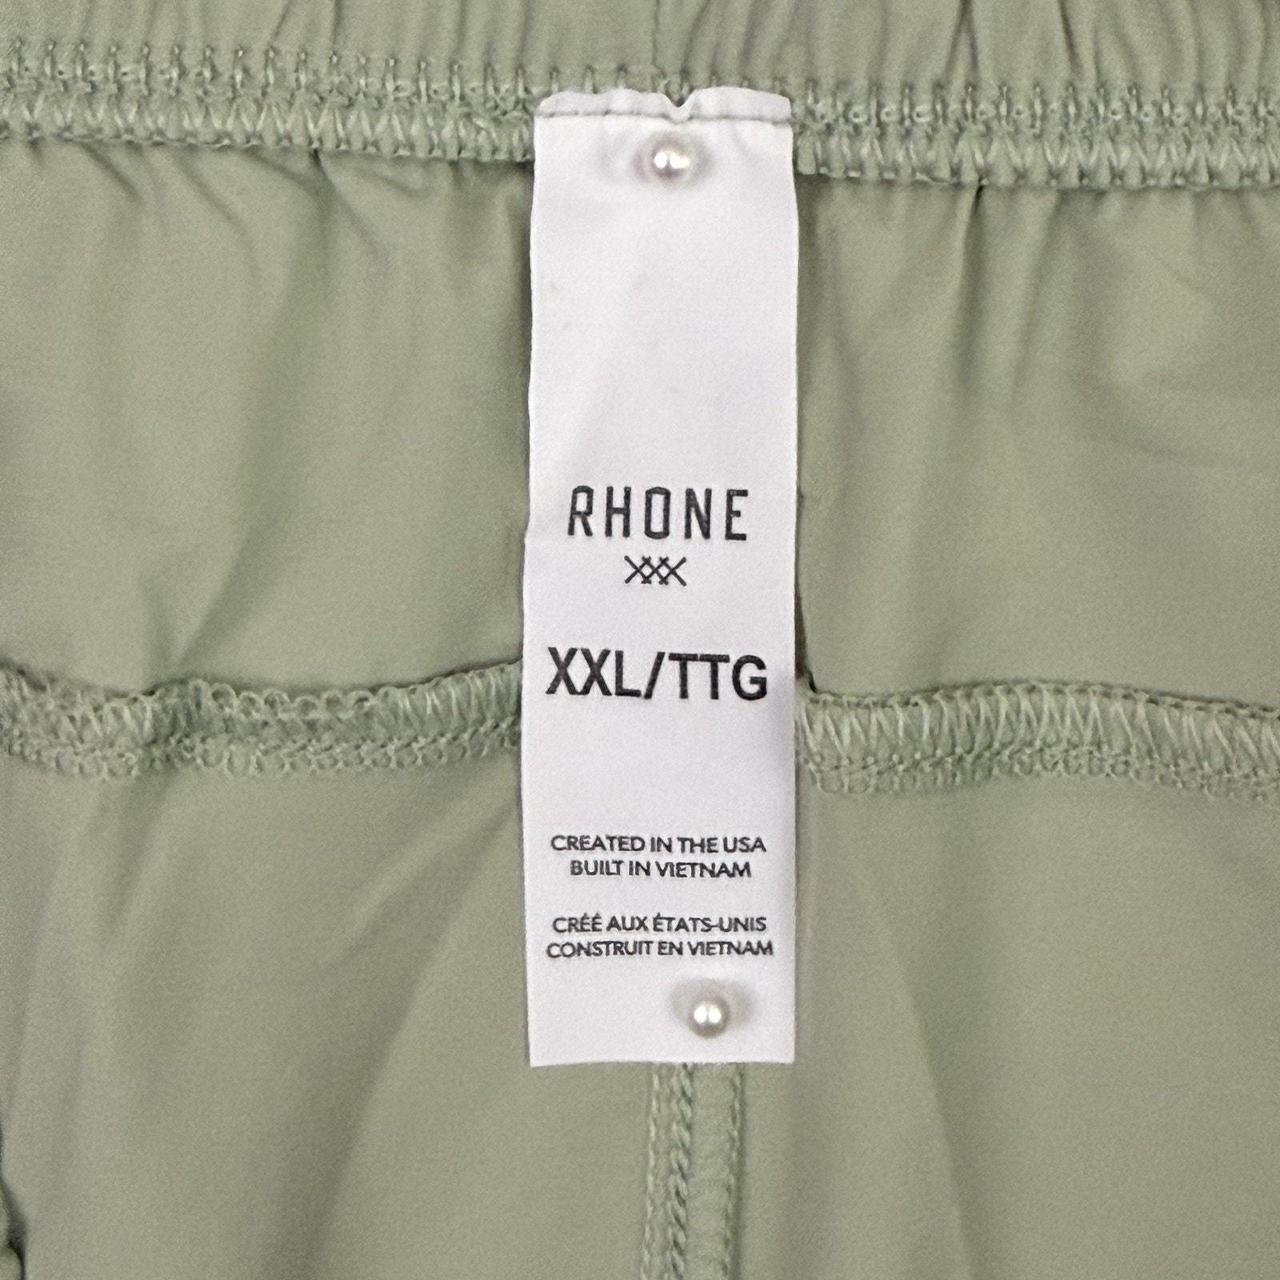 RHONE
XXL/TTG
CREATED IN THE USA
BUILT IN VIETNAM
CRÉÉ AUX ÉTATS-UNIS
CONSTRUIT EN VIETNAM